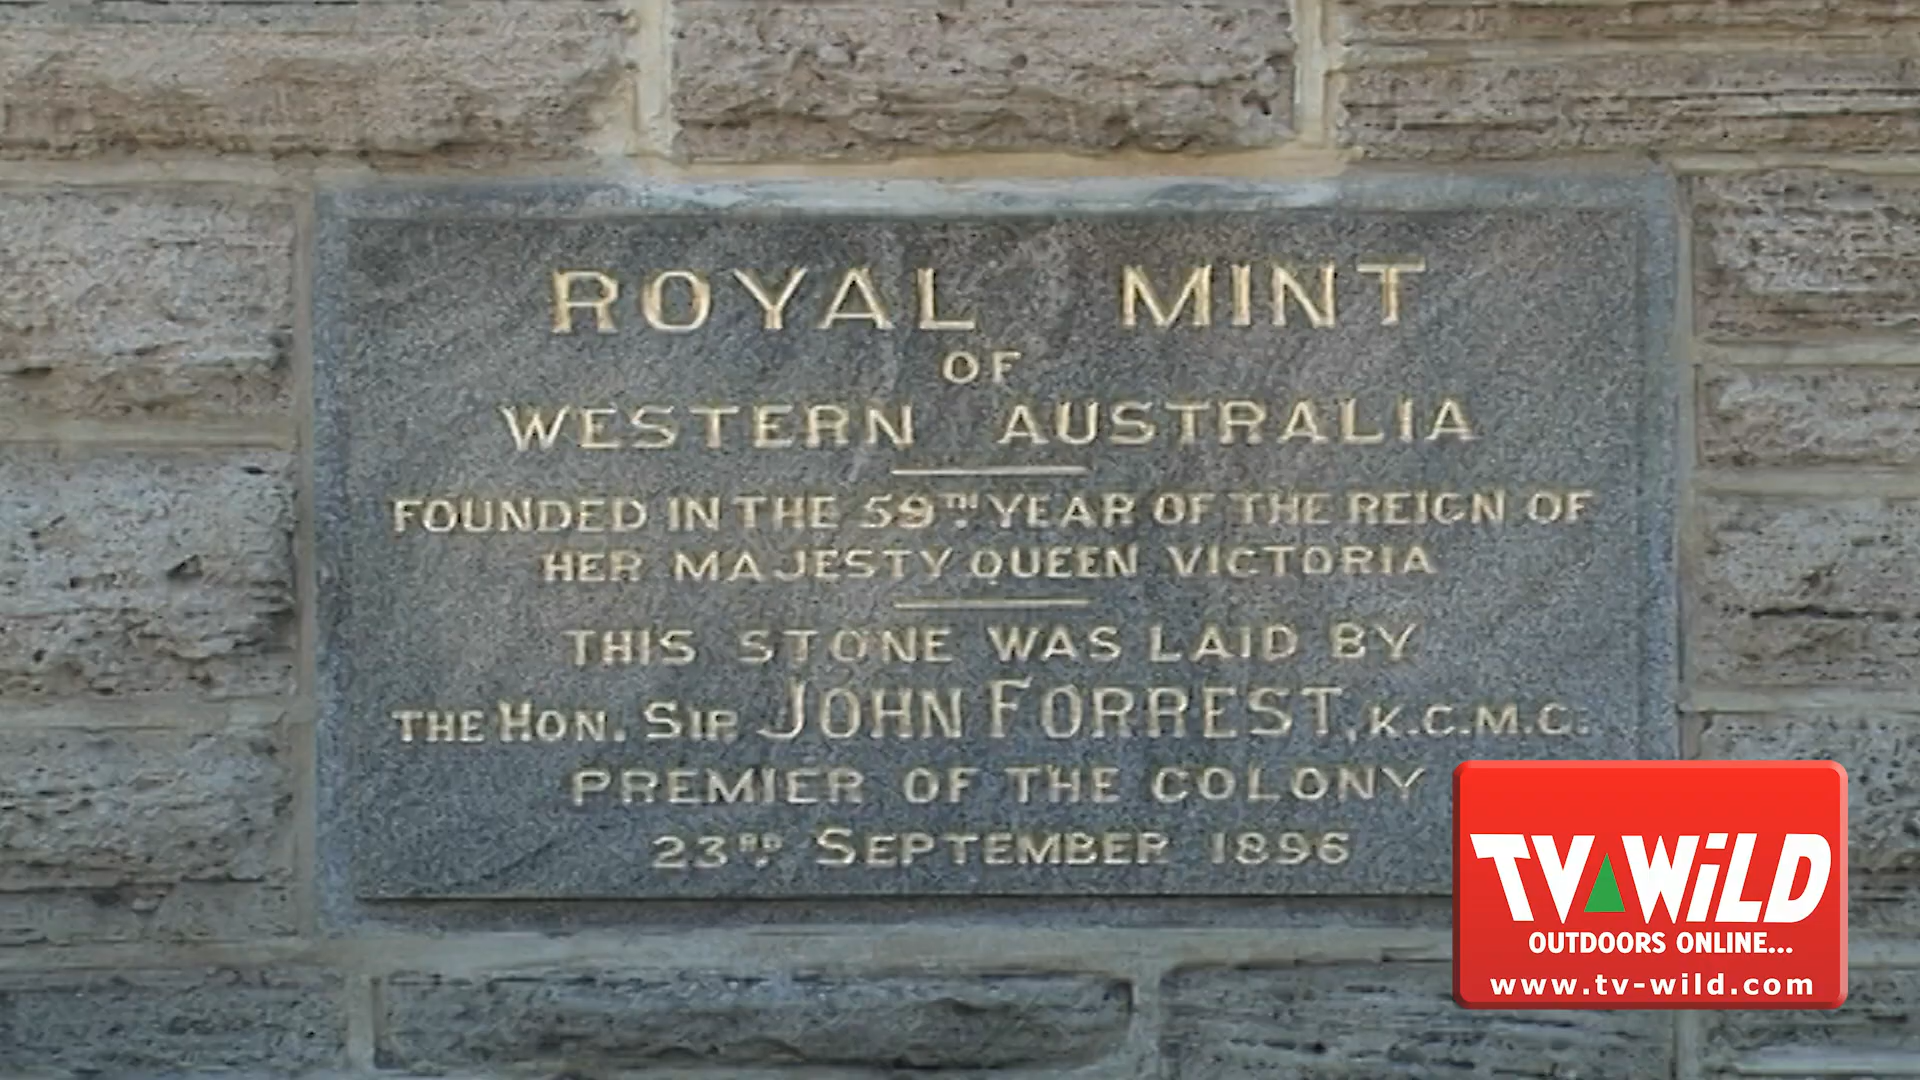 ROYAL MINT
OF
WESTERN AUSTRALIA
FOUNDED IN THE 59TH YEAR OF THE REIGN OF
HER MAJESTY QUEEN VICTORIA
THIS STONE WAS LAID BY
THE HON. SIR JOHN FORREST, K.C.M.G.
PREMIER OF THE COLONY
23RD SEPTEMBER 1896
TV WiLD
OUTDOORS ONLINE...
www.tv-wild.com